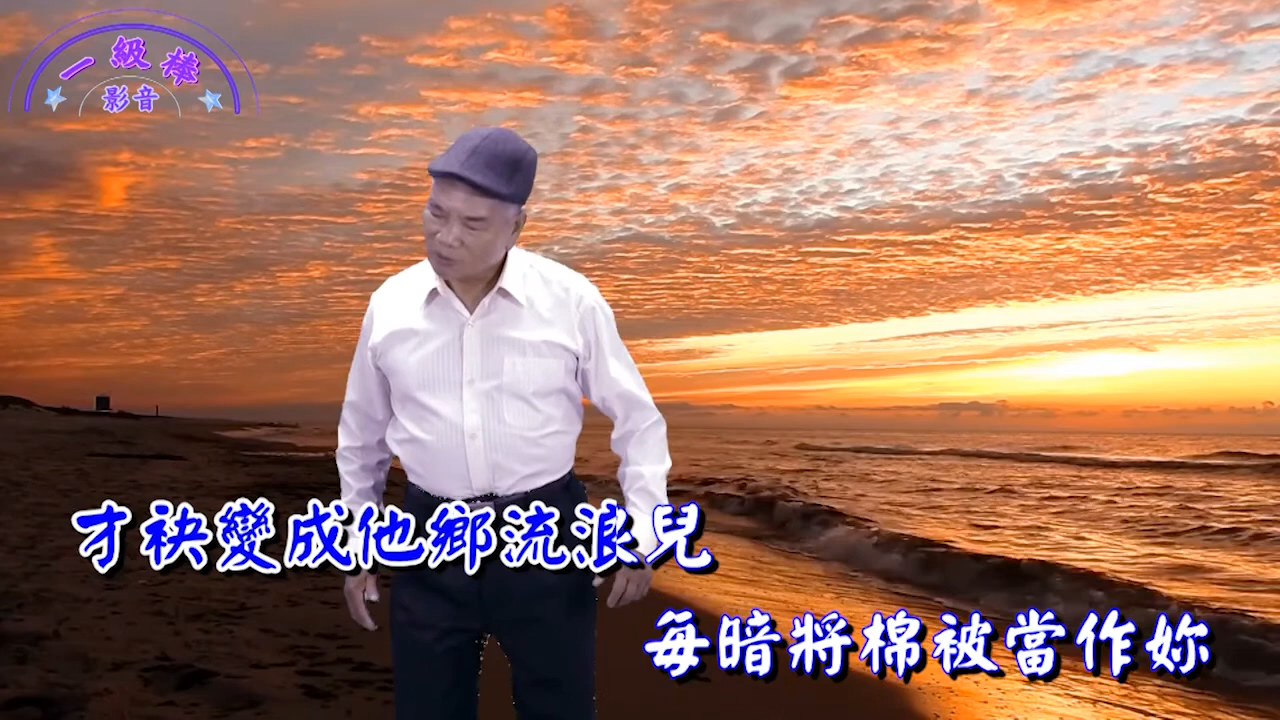 一級棒
影音
才袂變成他鄉流浪兒
每暗將棉被當作妳